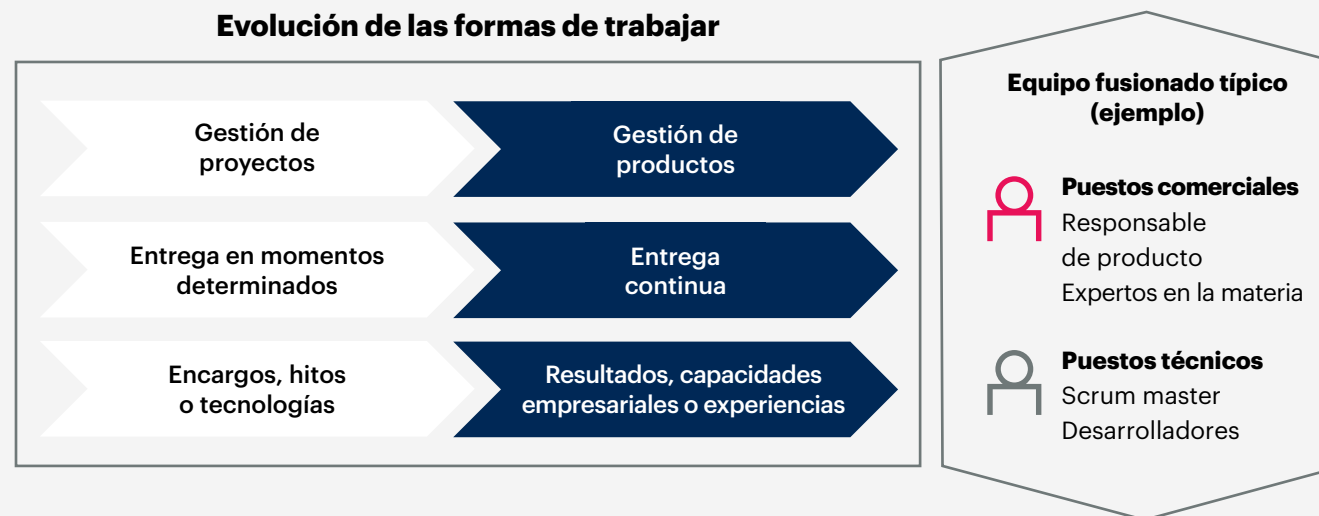 Evolución de las formas de trabajar
Gestión de
proyectos
Gestión de
productos
Entrega en momentos
determinados
Entrega
continua
Encargos, hitos
o tecnologías
Resultados, capacidades
empresariales o experiencias
Equipo fusionado típico
(ejemplo)
Puestos comerciales
Responsable
de producto
Expertos en la materia
Puestos técnicos
Scrum master
Desarrolladores